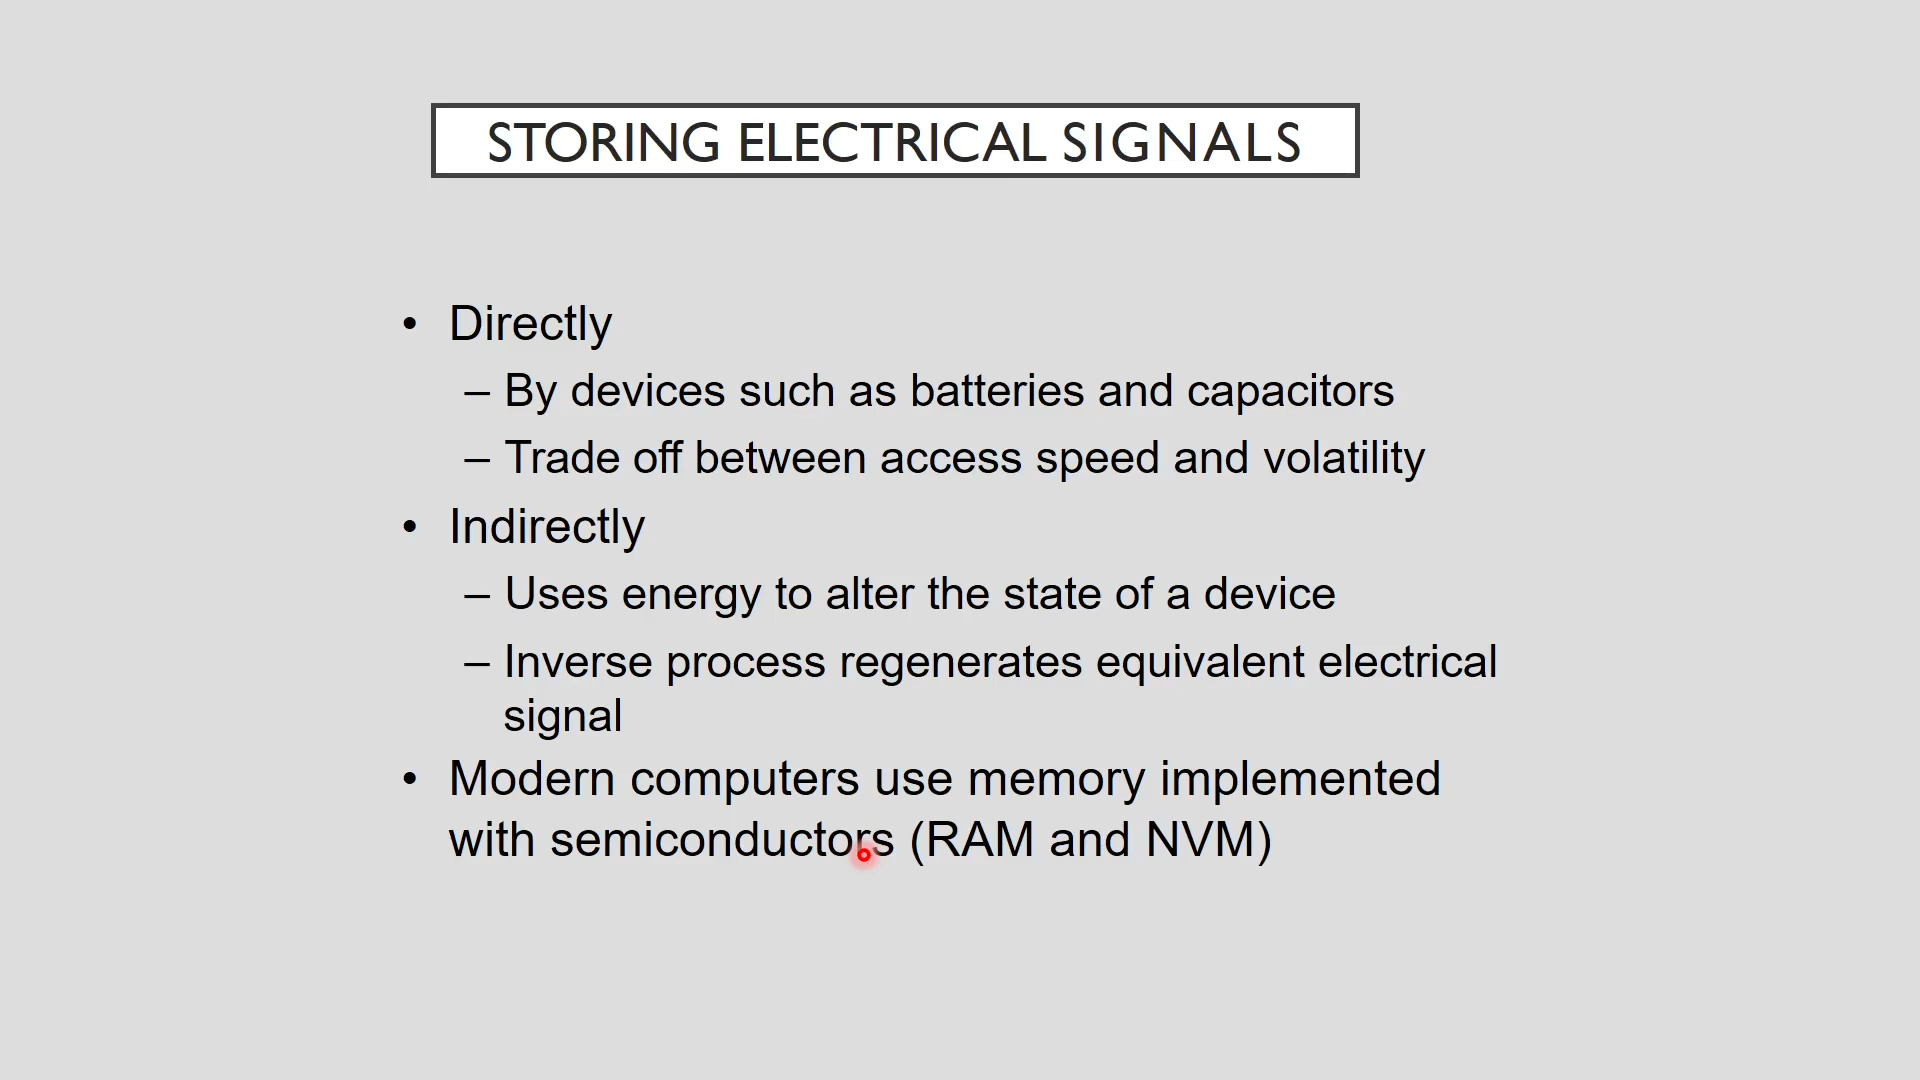 STORING ELECTRICAL SIGNALS
• Directly
– By devices such as batteries and capacitors
– Trade off between access speed and volatility
• Indirectly
– Uses energy to alter the state of a device
– Inverse process regenerates equivalent electrical
signal
• Modern computers use memory implemented
with semiconductors (RAM and NVM)